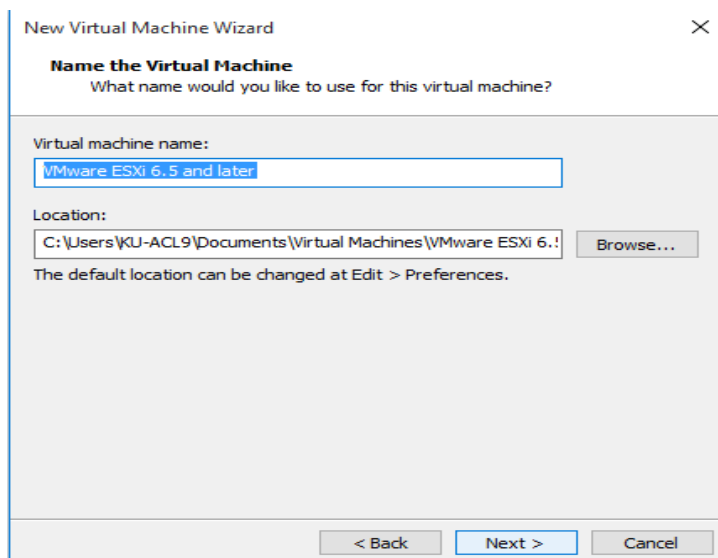 New Virtual Machine Wizard
Name the Virtual Machine
What name would you like to use for this virtual machine?
Virtual machine name:
VMware ESXi 6.5 and later
Location:
C:\Users\KU-ACL9\Documents\Virtual Machines\VMware ESXi 6.5
Browse...
The default location can be changed at Edit > Preferences.
< Back
Next >
Cancel